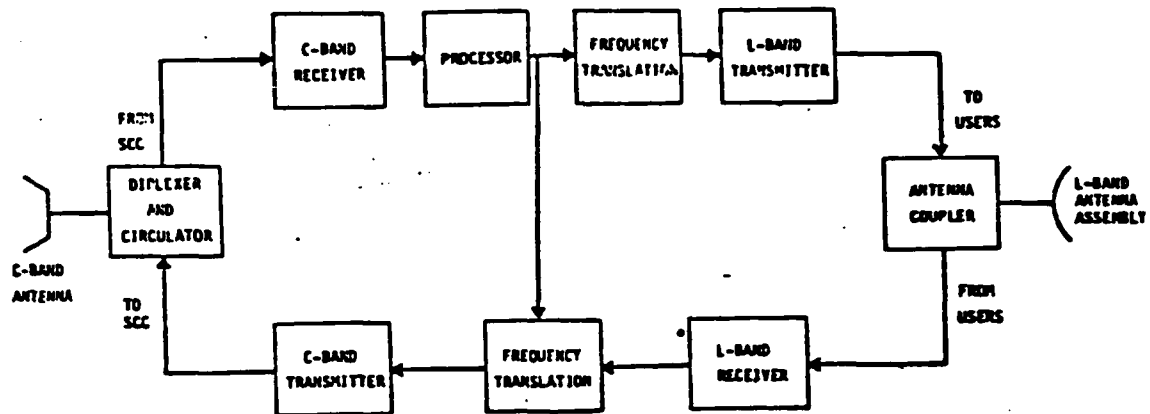 C-BAND
RECEIVER
PROCESSOR
FREQUENCY
TRANSLATION
L-BAND
TRANSMITTER
FROM
SCC
TO
USERS
DIPLEXER
AND
CIRCULATOR
ANTENNA
COUPLER
L-BAND
ANTENNA
ASSEMBLY
C-BAND
ANTENNA
TO
SCC
FROM
USERS
C-BAND
TRANSMITTER
FREQUENCY
TRANSLATION
L-BAND
RECEIVER